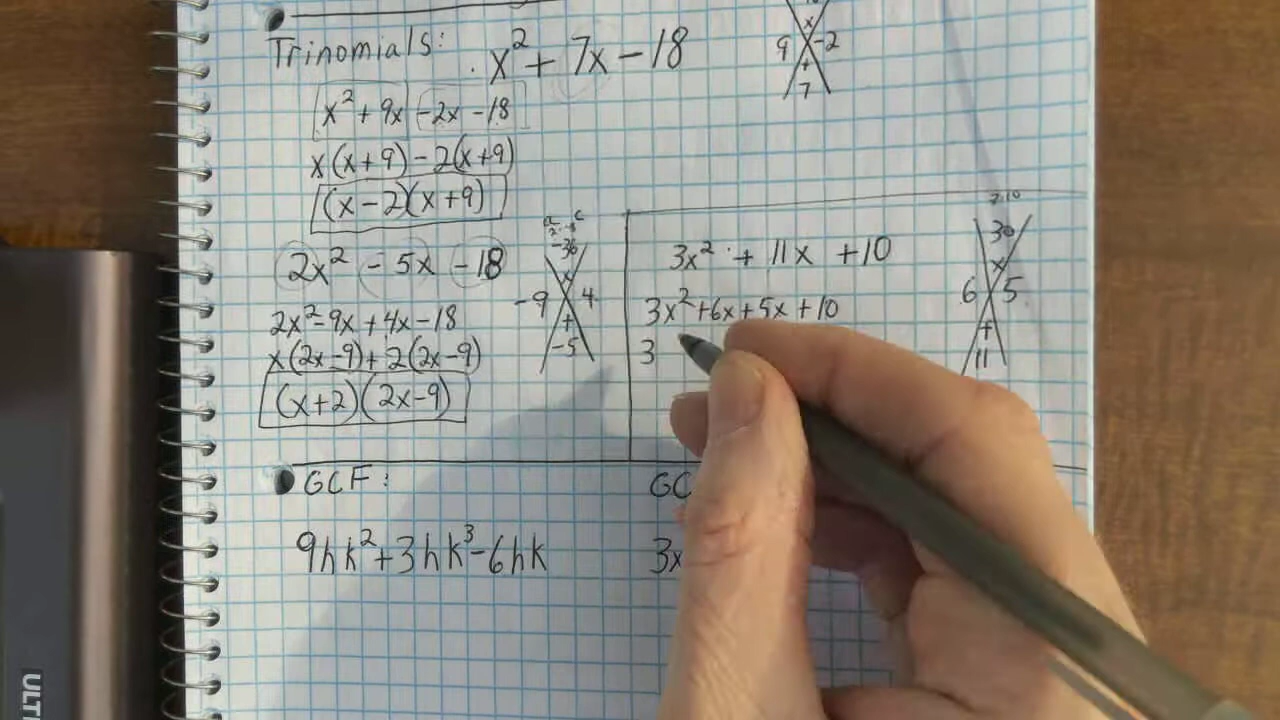 Trinomials: x² + 7x - 18
x² + 9x - 2x - 18
x(x+9) - 2(x+9)
(x-2)(x+9)
x
9 -2
+
7
2x² - 5x - 18
2x² - 9x + 4x - 18
x(2x-9) + 2(2x-9)
(x+2)(2x-9)
a c
-36
x
-9 4
+
-5
3x² + 11x + 10
3x² + 6x + 5x + 10
3
30
x
6 5
+
11
GCF:
9hk² + 3hk³ - 6hk
GC
3x
ULT